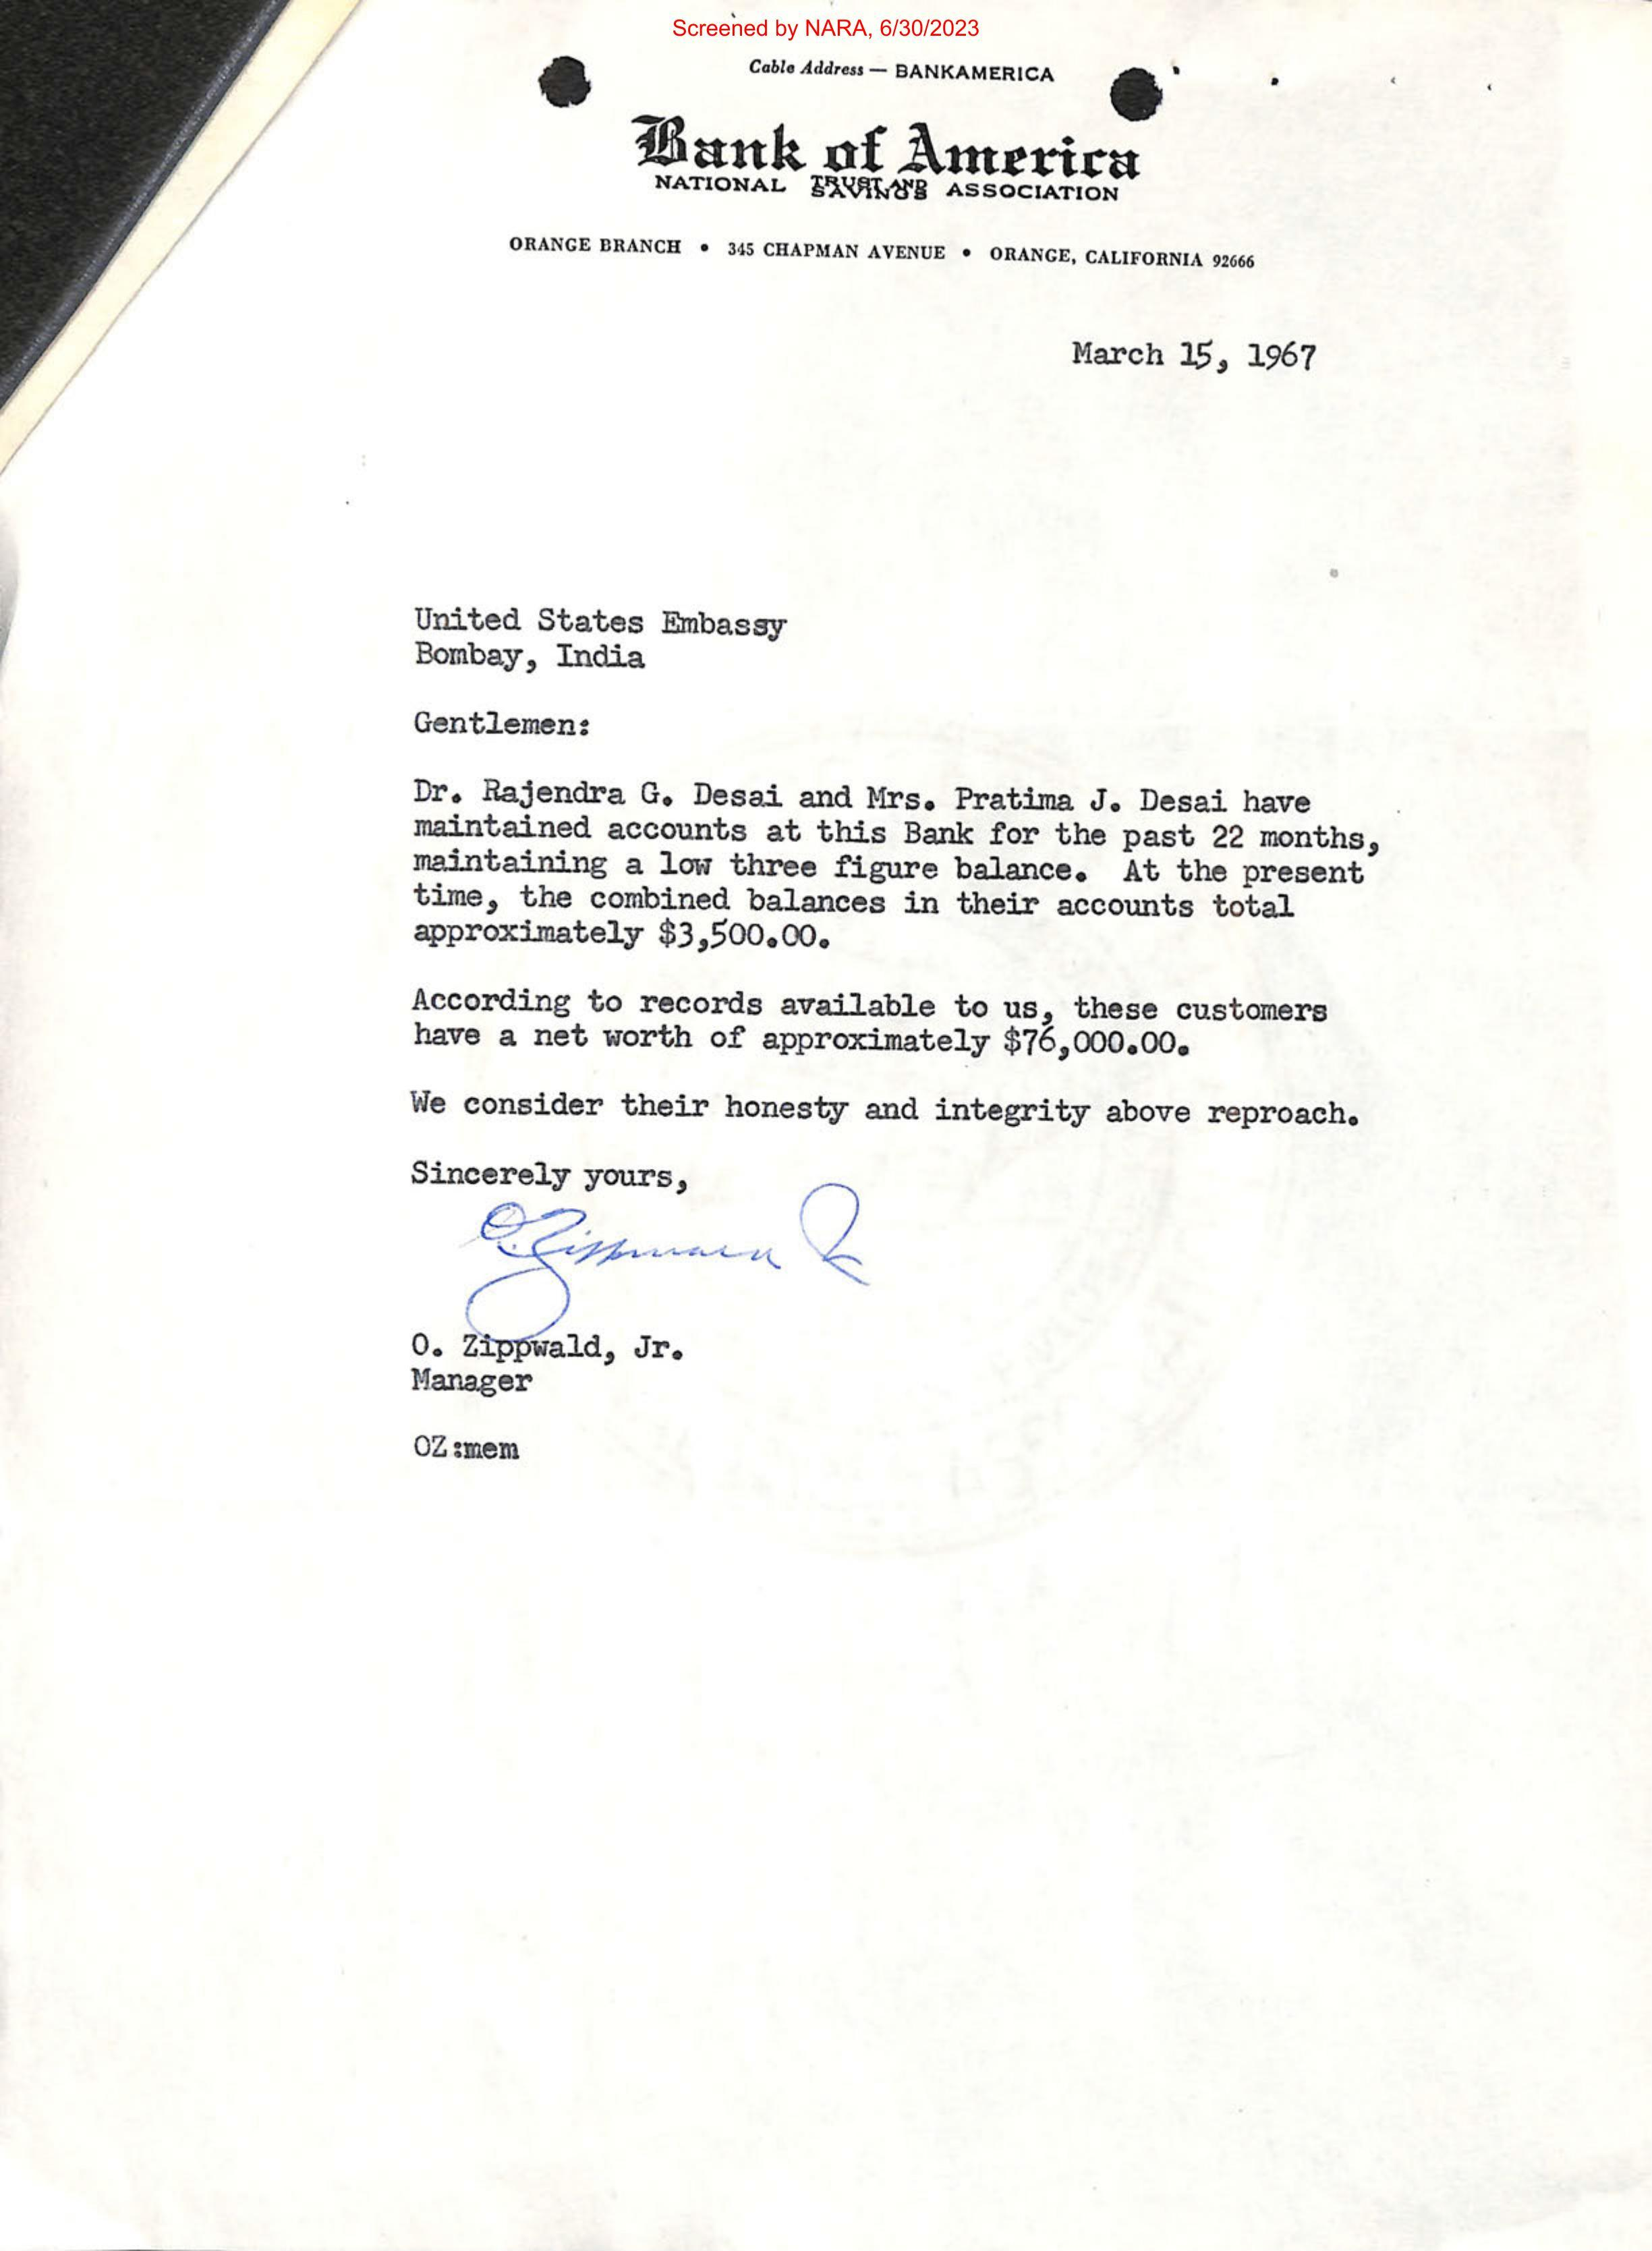 Screened by NARA, 6/30/2023
Cable Address — BANKAMERICA
Bank of America
NATIONAL TRUST AND SAVINGS ASSOCIATION
ORANGE BRANCH • 345 CHAPMAN AVENUE • ORANGE, CALIFORNIA 92666
March 15, 1967
United States Embassy
Bombay, India
Gentlemen:
Dr. Rajendra G. Desai and Mrs. Pratima J. Desai have
maintained accounts at this Bank for the past 22 months,
maintaining a low three figure balance. At the present
time, the combined balances in their accounts total
approximately $3,500.00.
According to records available to us, these customers
have a net worth of approximately $76,000.00.
We consider their honesty and integrity above reproach.
Sincerely yours,
O. Zippwald, Jr.
Manager
OZ:mem